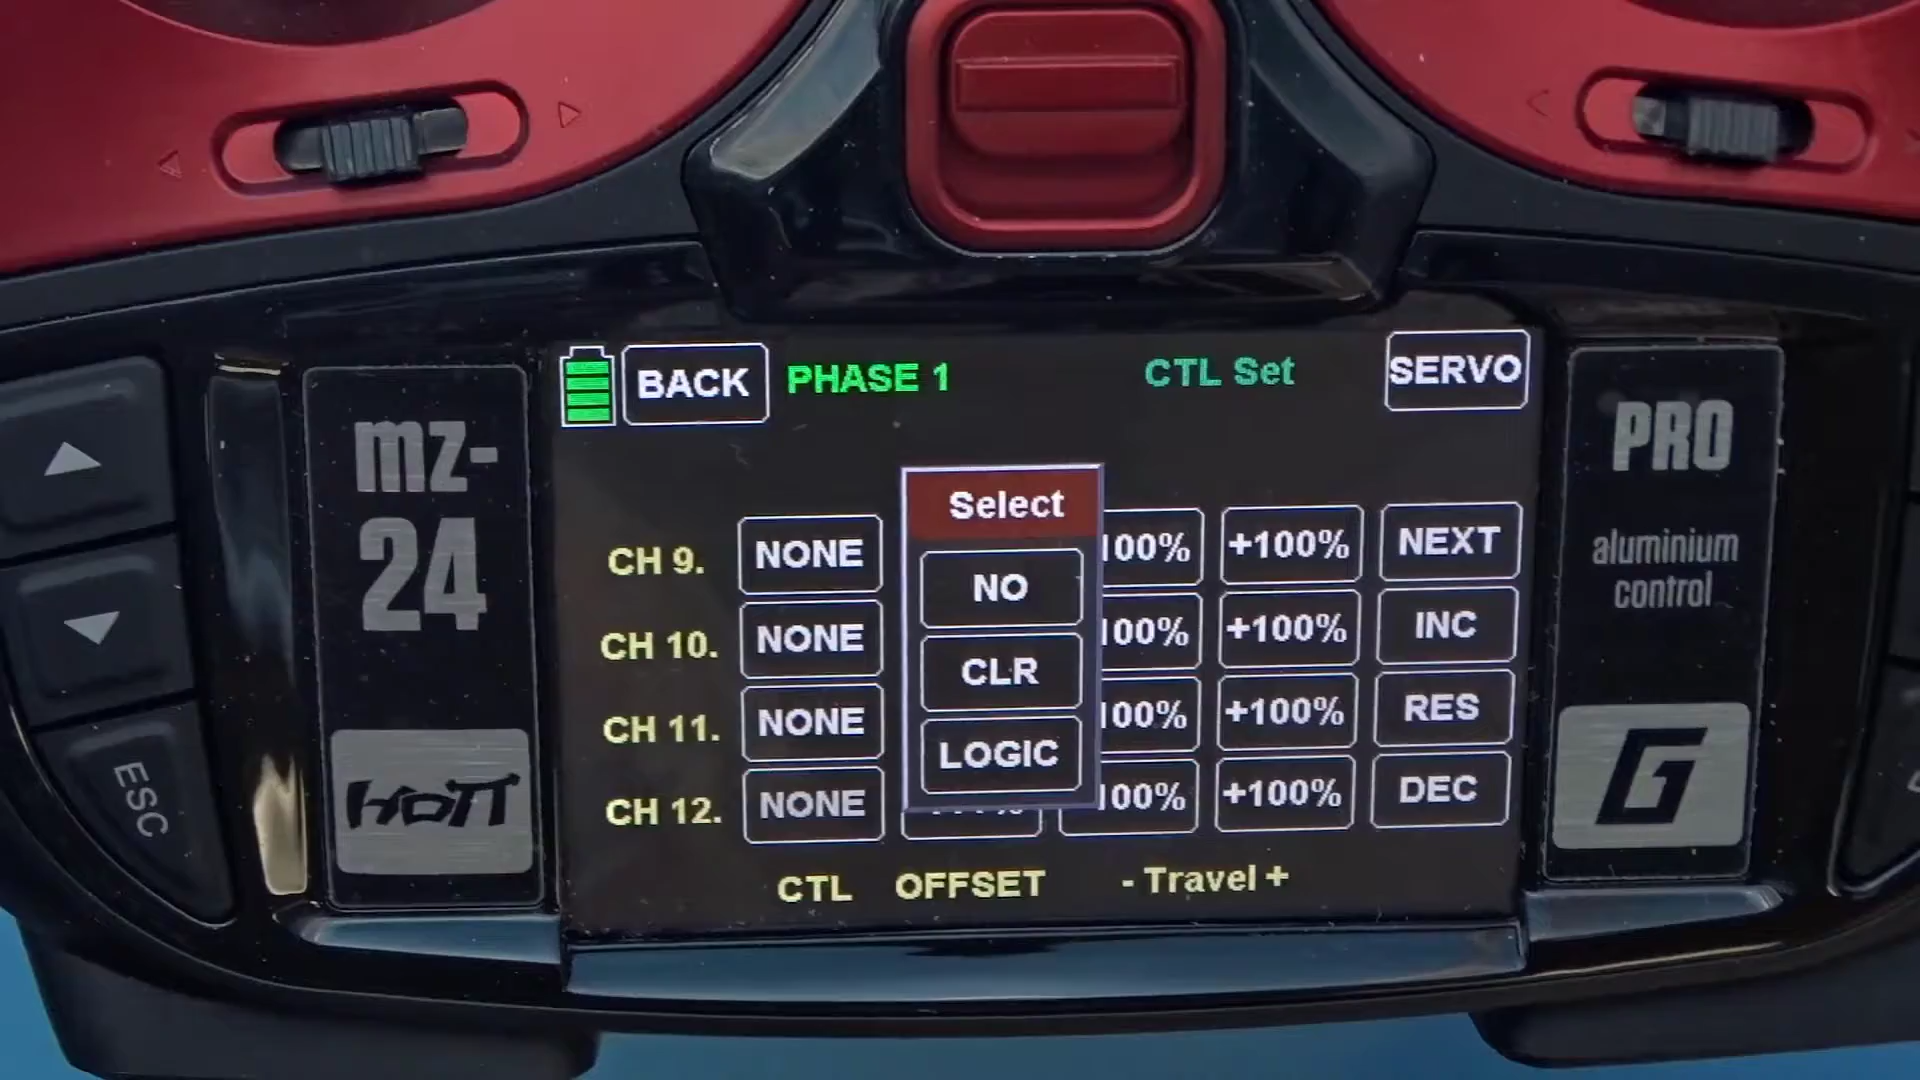 BACK PHASE 1 CTL Set SERVO
mz-
24
HoTT
ESC
Select
NO
CLR
LOGIC
CH 9. NONE 100% +100% NEXT
CH 10. NONE 100% +100% INC
CH 11. NONE 100% +100% RES
CH 12. NONE 100% +100% DEC
CTL OFFSET - Travel +
PRO
aluminium
control
G